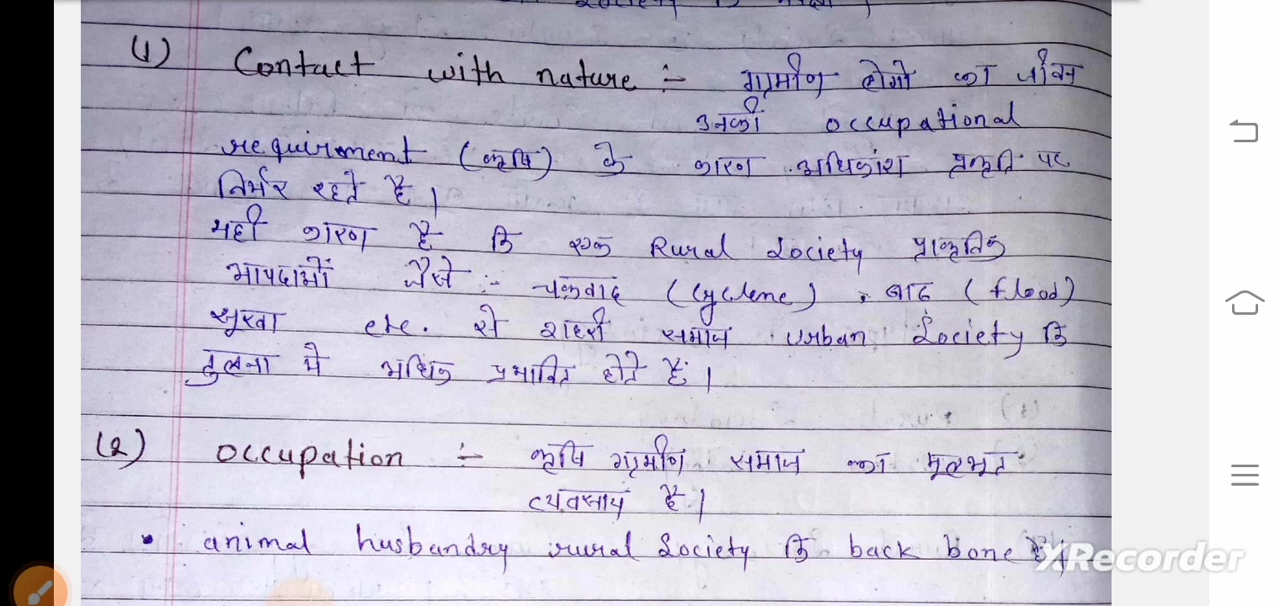 Society कि
(1) Contact with nature :- ग्रामीण लोगो का जीवन
उनकी occupational
requirement (कृषि) के कारण अधिकांश प्रकृति पर
निर्भर रहते है।
यही कारण है कि एक Rural Society प्राकृतिक
आपदाओं जैसे :- चक्रवाद (Cyclene), बाढ (flood)
सूखा etc. से शहरी समाज urban Society कि
तुलना मे अधिक प्रभावित होते है।
(2) Occupation :- कृषि ग्रामीण समाज का मूलभूत
व्यवसाय है।
• animal husbandry rural Society कि back bone है।
XRecorder